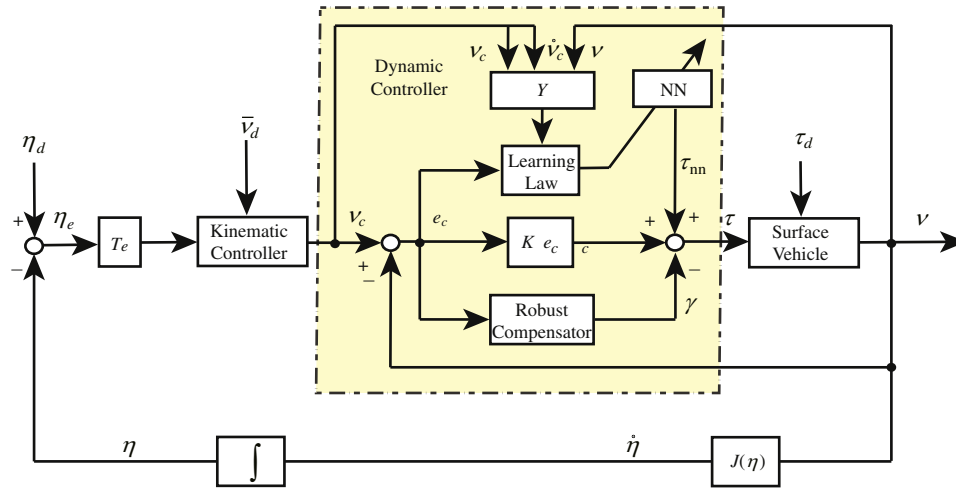 ν_c ν̇_c ν
Dynamic
Controller
Y
NN
η_d
ν̄_d
Learning
Law
τ_nn
τ_d
+
η_e
T_e
Kinematic
Controller
ν_c
e_c
K e_c
c
+
+
τ
Surface
Vehicle
ν
−
+
−
−
Robust
Compensator
γ
η
∫
η̇
J(η)